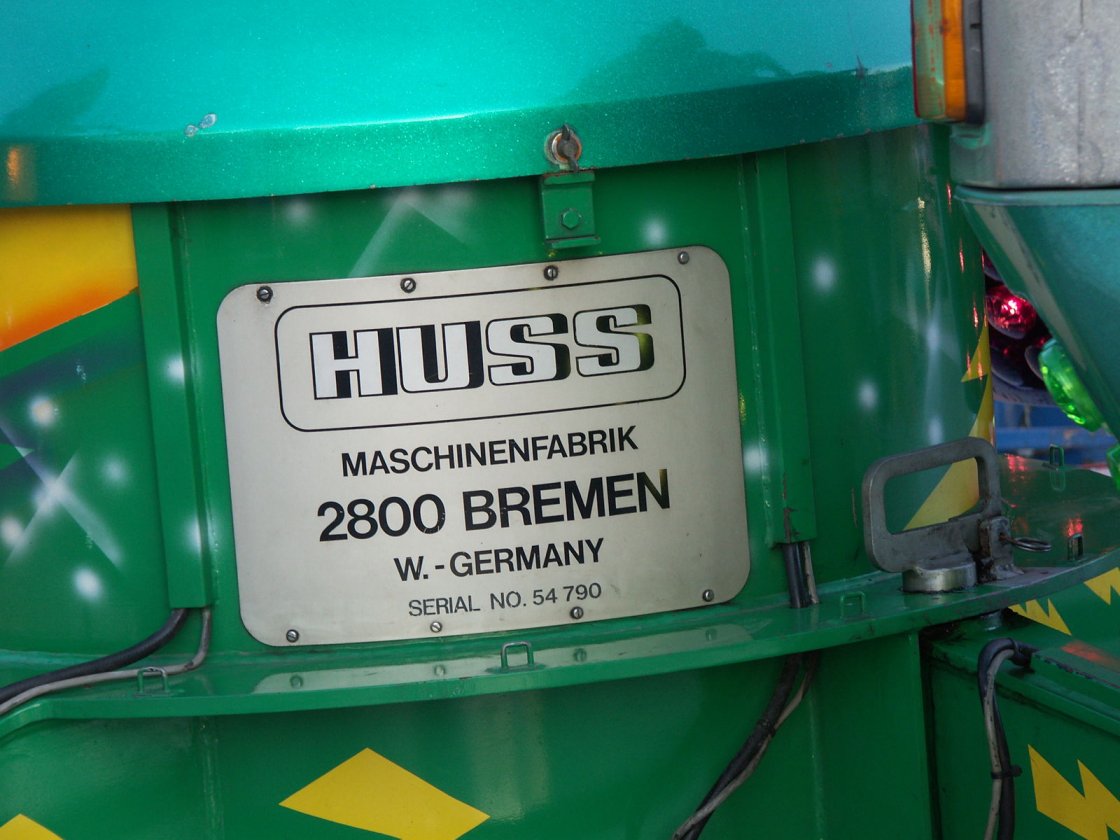 HUSS
MASCHINENFABRIK
2800 BREMEN
W.-GERMANY
SERIAL NO. 54 790